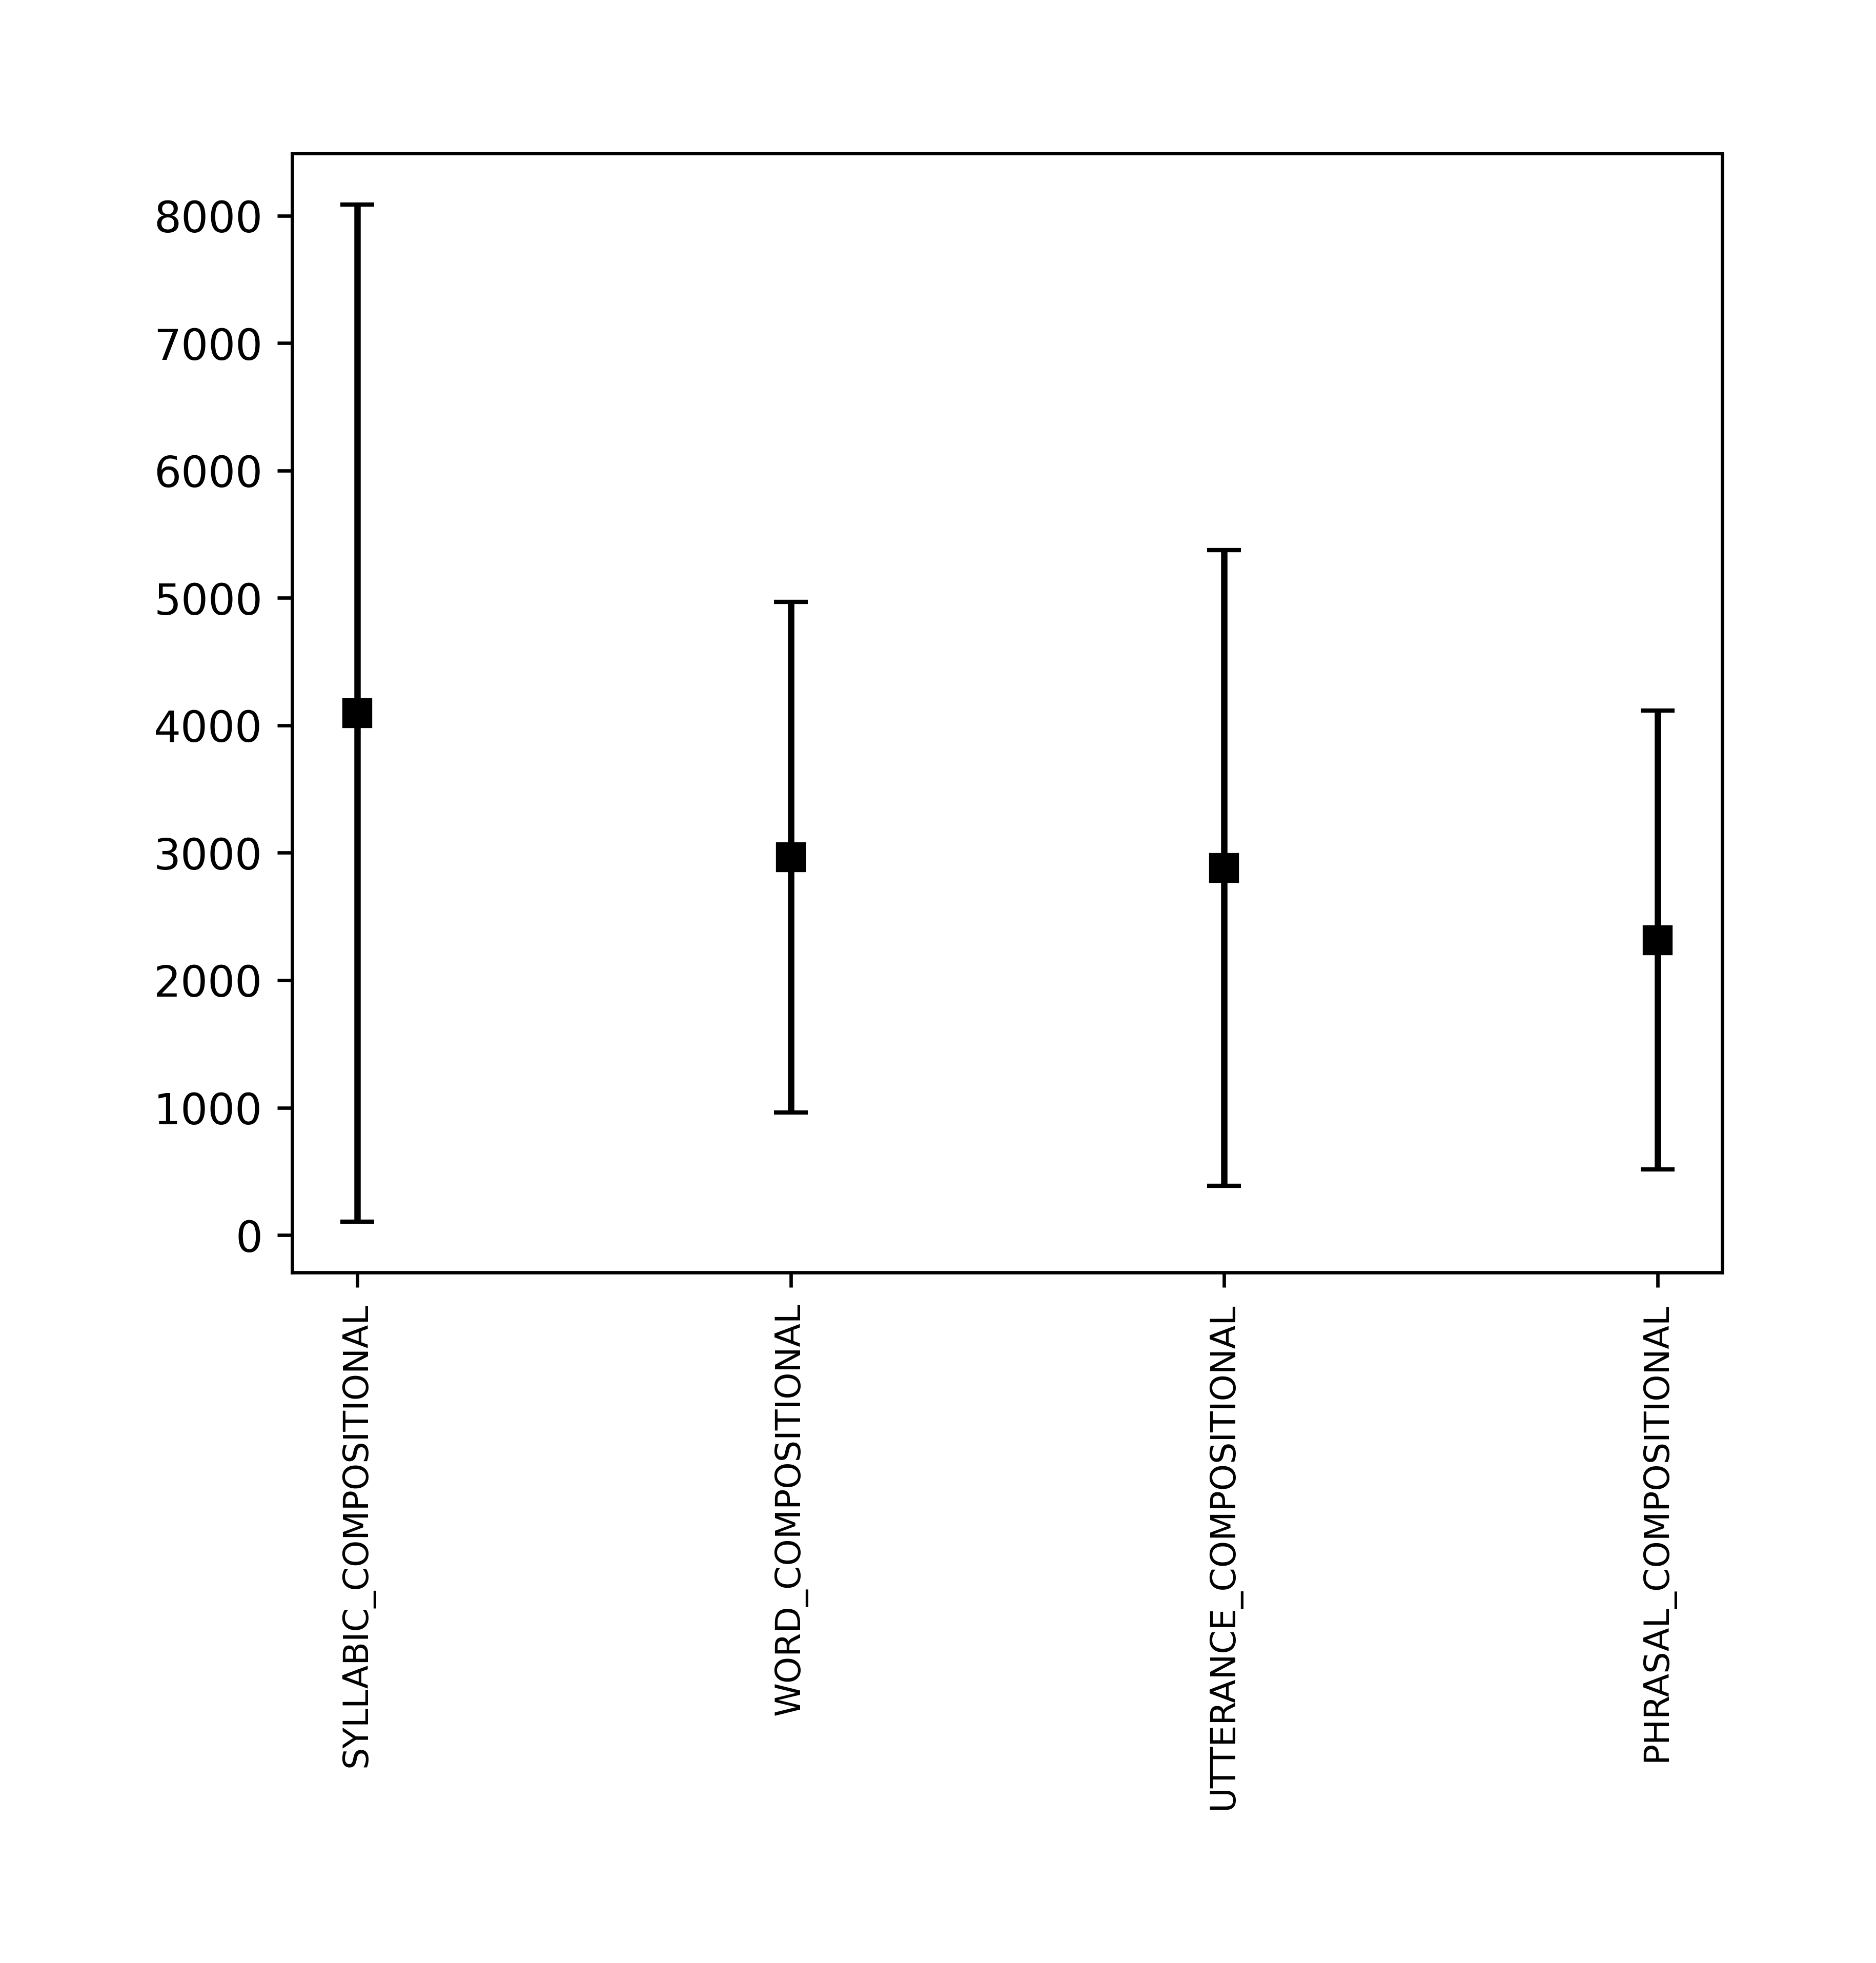 8000
7000
6000
5000
4000
3000
2000
1000
0
SYLLABIC_COMPOSITIONAL
WORD_COMPOSITIONAL
UTTERANCE_COMPOSITIONAL
PHRASAL_COMPOSITIONAL